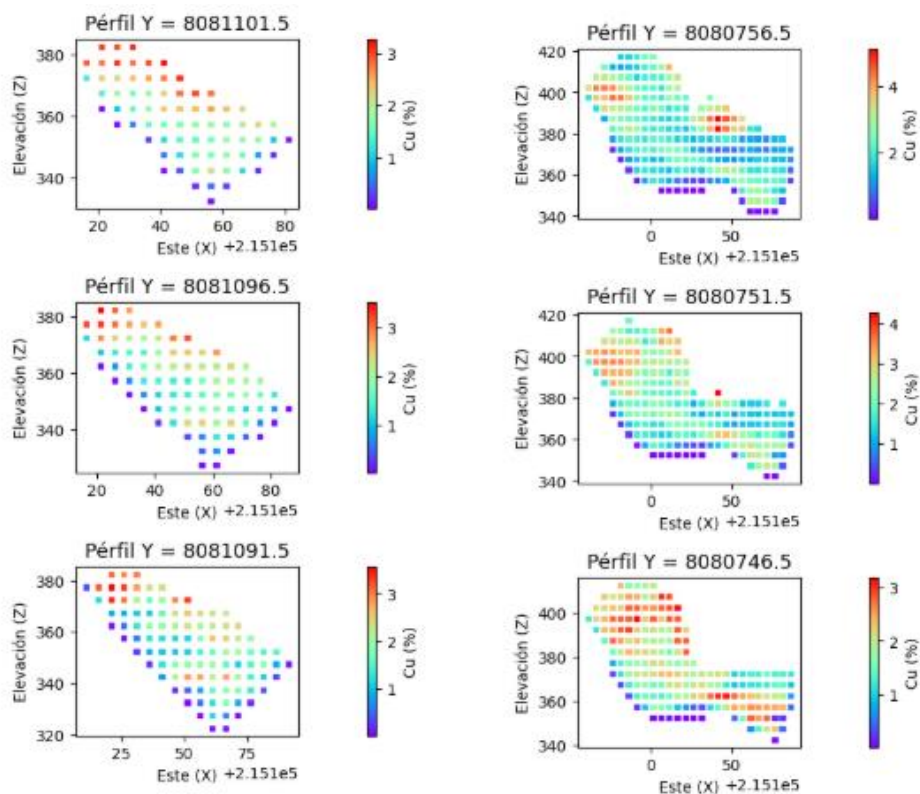 Pérfil Y = 8081101.5
380
360
340
20 40 60 80
Este (X) +2.151e5
Elevación (Z)
3
2
1
Cu (%)
Pérfil Y = 8080756.5
420
400
380
360
340
0 50
Este (X) +2.151e5
Elevación (Z)
4
2
Cu (%)
Pérfil Y = 8081096.5
380
360
340
20 40 60 80
Este (X) +2.151e5
Elevación (Z)
3
2
1
Cu (%)
Pérfil Y = 8080751.5
420
400
380
360
340
0 50
Este (X) +2.151e5
Elevación (Z)
4
3
2
1
Cu (%)
Pérfil Y = 8081091.5
380
360
340
320
25 50 75
Este (X) +2.151e5
Elevación (Z)
3
2
1
Cu (%)
Pérfil Y = 8080746.5
400
380
360
340
0 50
Este (X) +2.151e5
Elevación (Z)
3
2
1
Cu (%)